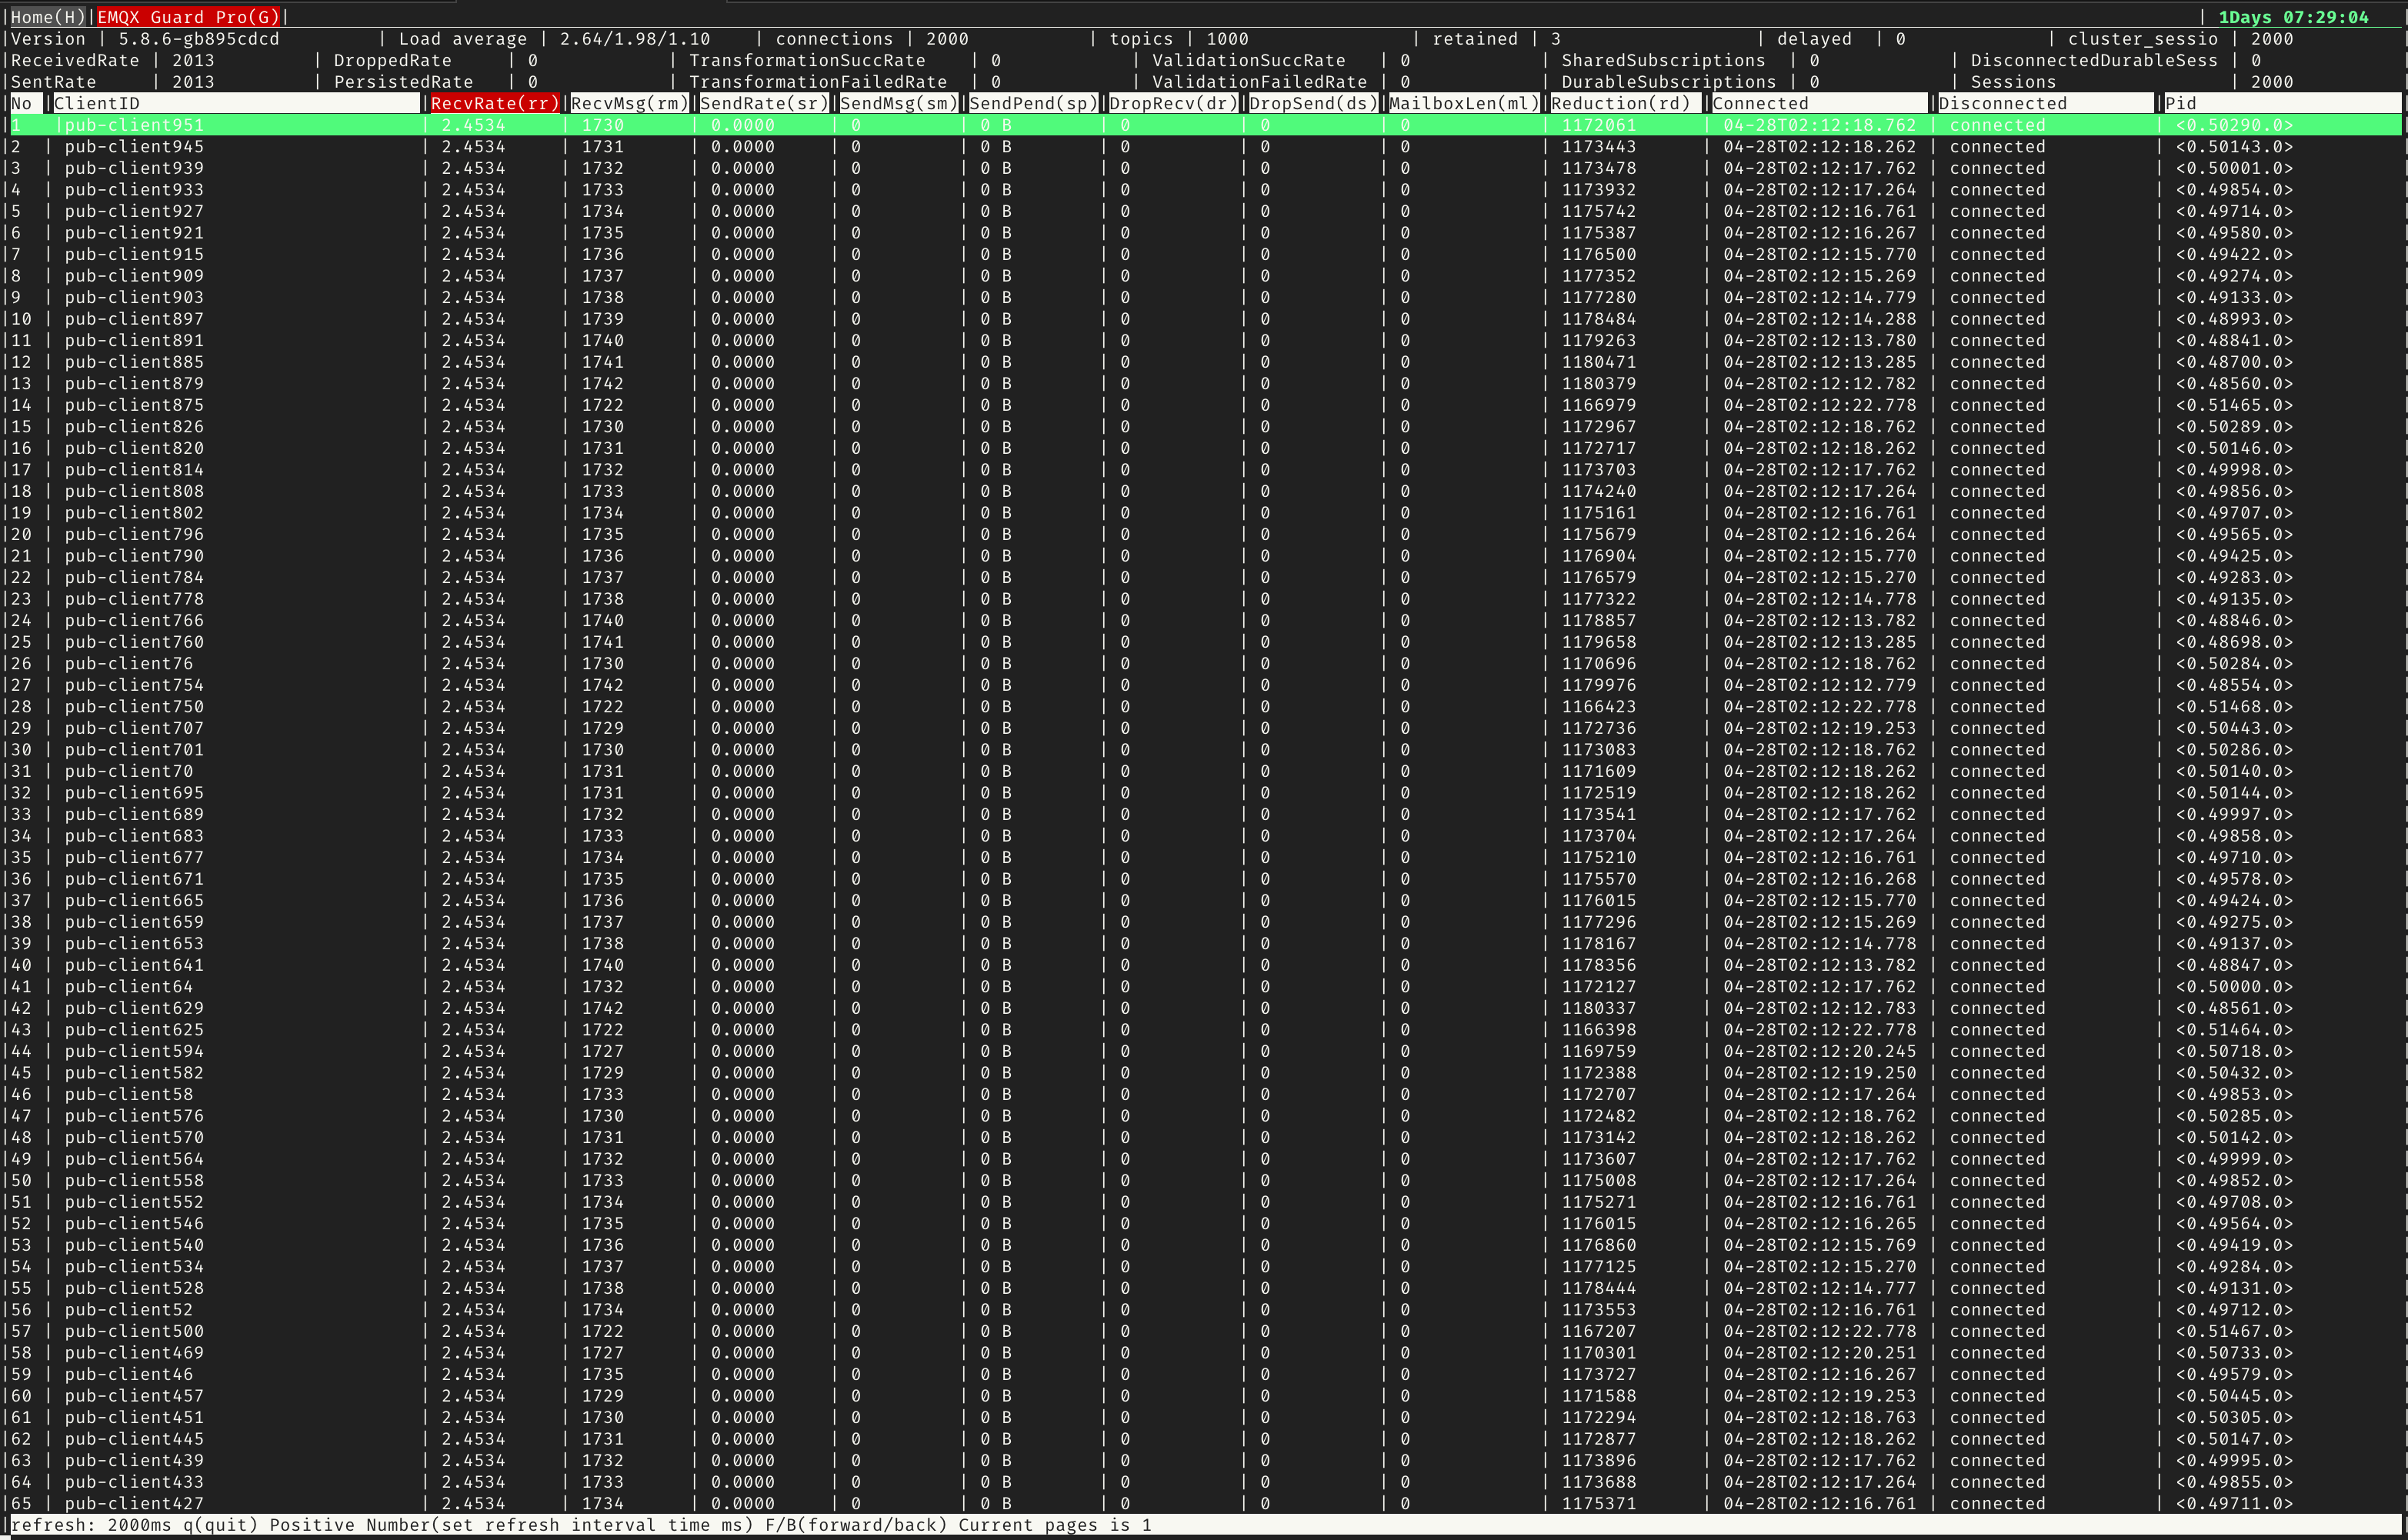 |Home(H)|EMQX Guard Pro(G)| | 1Days 07:29:04
|Version | 5.8.6-gb895cdcd | Load average | 2.64/1.98/1.10 | connections | 2000 | topics | 1000 | retained | 3 | delayed | 0 | cluster_sessio | 2000
|ReceivedRate | 2013 | DroppedRate | 0 | TransformationSuccRate | 0 | ValidationSuccRate | 0 | SharedSubscriptions | 0 | DisconnectedDurableSess | 0
|SentRate | 2013 | PersistedRate | 0 | TransformationFailedRate | 0 | ValidationFailedRate | 0 | DurableSubscriptions | 0 | Sessions | 2000
|No |ClientID |RecvRate(rr)|RecvMsg(rm)|SendRate(sr)|SendMsg(sm)|SendPend(sp)|DropRecv(dr)|DropSend(ds)|MailboxLen(ml)|Reduction(rd) |Connected |Disconnected |Pid
|1 |pub-client951 | 2.4534 | 1730 | 0.0000 | 0 | 0 B | 0 | 0 | 0 | 1172061 | 04-28T02:12:18.762 | connected | <0.50290.0>
|2 | pub-client945 | 2.4534 | 1731 | 0.0000 | 0 | 0 B | 0 | 0 | 0 | 1173443 | 04-28T02:12:18.262 | connected | <0.50143.0>
|3 | pub-client939 | 2.4534 | 1732 | 0.0000 | 0 | 0 B | 0 | 0 | 0 | 1173478 | 04-28T02:12:17.762 | connected | <0.50001.0>
|4 | pub-client933 | 2.4534 | 1733 | 0.0000 | 0 | 0 B | 0 | 0 | 0 | 1173932 | 04-28T02:12:17.264 | connected | <0.49854.0>
|5 | pub-client927 | 2.4534 | 1734 | 0.0000 | 0 | 0 B | 0 | 0 | 0 | 1175742 | 04-28T02:12:16.761 | connected | <0.49714.0>
|6 | pub-client921 | 2.4534 | 1735 | 0.0000 | 0 | 0 B | 0 | 0 | 0 | 1175387 | 04-28T02:12:16.267 | connected | <0.49580.0>
|7 | pub-client915 | 2.4534 | 1736 | 0.0000 | 0 | 0 B | 0 | 0 | 0 | 1176500 | 04-28T02:12:15.770 | connected | <0.49422.0>
|8 | pub-client909 | 2.4534 | 1737 | 0.0000 | 0 | 0 B | 0 | 0 | 0 | 1177352 | 04-28T02:12:15.269 | connected | <0.49274.0>
|9 | pub-client903 | 2.4534 | 1738 | 0.0000 | 0 | 0 B | 0 | 0 | 0 | 1177280 | 04-28T02:12:14.779 | connected | <0.49133.0>
|10 | pub-client897 | 2.4534 | 1739 | 0.0000 | 0 | 0 B | 0 | 0 | 0 | 1178484 | 04-28T02:12:14.288 | connected | <0.48993.0>
|11 | pub-client891 | 2.4534 | 1740 | 0.0000 | 0 | 0 B | 0 | 0 | 0 | 1179263 | 04-28T02:12:13.780 | connected | <0.48841.0>
|12 | pub-client885 | 2.4534 | 1741 | 0.0000 | 0 | 0 B | 0 | 0 | 0 | 1180471 | 04-28T02:12:13.285 | connected | <0.48700.0>
|13 | pub-client879 | 2.4534 | 1742 | 0.0000 | 0 | 0 B | 0 | 0 | 0 | 1180379 | 04-28T02:12:12.782 | connected | <0.48560.0>
|14 | pub-client875 | 2.4534 | 1722 | 0.0000 | 0 | 0 B | 0 | 0 | 0 | 1166979 | 04-28T02:12:22.778 | connected | <0.51465.0>
|15 | pub-client826 | 2.4534 | 1730 | 0.0000 | 0 | 0 B | 0 | 0 | 0 | 1172967 | 04-28T02:12:18.762 | connected | <0.50289.0>
|16 | pub-client820 | 2.4534 | 1731 | 0.0000 | 0 | 0 B | 0 | 0 | 0 | 1172717 | 04-28T02:12:18.262 | connected | <0.50146.0>
|17 | pub-client814 | 2.4534 | 1732 | 0.0000 | 0 | 0 B | 0 | 0 | 0 | 1173703 | 04-28T02:12:17.762 | connected | <0.49998.0>
|18 | pub-client808 | 2.4534 | 1733 | 0.0000 | 0 | 0 B | 0 | 0 | 0 | 1174240 | 04-28T02:12:17.264 | connected | <0.49856.0>
|19 | pub-client802 | 2.4534 | 1734 | 0.0000 | 0 | 0 B | 0 | 0 | 0 | 1175161 | 04-28T02:12:16.761 | connected | <0.49707.0>
|20 | pub-client796 | 2.4534 | 1735 | 0.0000 | 0 | 0 B | 0 | 0 | 0 | 1175679 | 04-28T02:12:16.264 | connected | <0.49565.0>
|21 | pub-client790 | 2.4534 | 1736 | 0.0000 | 0 | 0 B | 0 | 0 | 0 | 1176904 | 04-28T02:12:15.770 | connected | <0.49425.0>
|22 | pub-client784 | 2.4534 | 1737 | 0.0000 | 0 | 0 B | 0 | 0 | 0 | 1176579 | 04-28T02:12:15.270 | connected | <0.49283.0>
|23 | pub-client778 | 2.4534 | 1738 | 0.0000 | 0 | 0 B | 0 | 0 | 0 | 1177322 | 04-28T02:12:14.778 | connected | <0.49135.0>
|24 | pub-client766 | 2.4534 | 1740 | 0.0000 | 0 | 0 B | 0 | 0 | 0 | 1178857 | 04-28T02:12:13.782 | connected | <0.48846.0>
|25 | pub-client760 | 2.4534 | 1741 | 0.0000 | 0 | 0 B | 0 | 0 | 0 | 1179658 | 04-28T02:12:13.285 | connected | <0.48698.0>
|26 | pub-client76 | 2.4534 | 1730 | 0.0000 | 0 | 0 B | 0 | 0 | 0 | 1170696 | 04-28T02:12:18.762 | connected | <0.50284.0>
|27 | pub-client754 | 2.4534 | 1742 | 0.0000 | 0 | 0 B | 0 | 0 | 0 | 1179976 | 04-28T02:12:12.779 | connected | <0.48554.0>
|28 | pub-client750 | 2.4534 | 1722 | 0.0000 | 0 | 0 B | 0 | 0 | 0 | 1166423 | 04-28T02:12:22.778 | connected | <0.51468.0>
|29 | pub-client707 | 2.4534 | 1729 | 0.0000 | 0 | 0 B | 0 | 0 | 0 | 1172736 | 04-28T02:12:19.253 | connected | <0.50443.0>
|30 | pub-client701 | 2.4534 | 1730 | 0.0000 | 0 | 0 B | 0 | 0 | 0 | 1173083 | 04-28T02:12:18.762 | connected | <0.50286.0>
|31 | pub-client70 | 2.4534 | 1731 | 0.0000 | 0 | 0 B | 0 | 0 | 0 | 1171609 | 04-28T02:12:18.262 | connected | <0.50140.0>
|32 | pub-client695 | 2.4534 | 1731 | 0.0000 | 0 | 0 B | 0 | 0 | 0 | 1172519 | 04-28T02:12:18.262 | connected | <0.50144.0>
|33 | pub-client689 | 2.4534 | 1732 | 0.0000 | 0 | 0 B | 0 | 0 | 0 | 1173541 | 04-28T02:12:17.762 | connected | <0.49997.0>
|34 | pub-client683 | 2.4534 | 1733 | 0.0000 | 0 | 0 B | 0 | 0 | 0 | 1173704 | 04-28T02:12:17.264 | connected | <0.49858.0>
|35 | pub-client677 | 2.4534 | 1734 | 0.0000 | 0 | 0 B | 0 | 0 | 0 | 1175210 | 04-28T02:12:16.761 | connected | <0.49710.0>
|36 | pub-client671 | 2.4534 | 1735 | 0.0000 | 0 | 0 B | 0 | 0 | 0 | 1175570 | 04-28T02:12:16.268 | connected | <0.49578.0>
|37 | pub-client665 | 2.4534 | 1736 | 0.0000 | 0 | 0 B | 0 | 0 | 0 | 1176015 | 04-28T02:12:15.770 | connected | <0.49424.0>
|38 | pub-client659 | 2.4534 | 1737 | 0.0000 | 0 | 0 B | 0 | 0 | 0 | 1177296 | 04-28T02:12:15.269 | connected | <0.49275.0>
|39 | pub-client653 | 2.4534 | 1738 | 0.0000 | 0 | 0 B | 0 | 0 | 0 | 1178167 | 04-28T02:12:14.778 | connected | <0.49137.0>
|40 | pub-client641 | 2.4534 | 1740 | 0.0000 | 0 | 0 B | 0 | 0 | 0 | 1178356 | 04-28T02:12:13.782 | connected | <0.48847.0>
|41 | pub-client64 | 2.4534 | 1732 | 0.0000 | 0 | 0 B | 0 | 0 | 0 | 1172127 | 04-28T02:12:17.762 | connected | <0.50000.0>
|42 | pub-client629 | 2.4534 | 1742 | 0.0000 | 0 | 0 B | 0 | 0 | 0 | 1180337 | 04-28T02:12:12.783 | connected | <0.48561.0>
|43 | pub-client625 | 2.4534 | 1722 | 0.0000 | 0 | 0 B | 0 | 0 | 0 | 1166398 | 04-28T02:12:22.778 | connected | <0.51464.0>
|44 | pub-client594 | 2.4534 | 1727 | 0.0000 | 0 | 0 B | 0 | 0 | 0 | 1169759 | 04-28T02:12:20.245 | connected | <0.50718.0>
|45 | pub-client582 | 2.4534 | 1729 | 0.0000 | 0 | 0 B | 0 | 0 | 0 | 1172388 | 04-28T02:12:19.250 | connected | <0.50432.0>
|46 | pub-client58 | 2.4534 | 1733 | 0.0000 | 0 | 0 B | 0 | 0 | 0 | 1172707 | 04-28T02:12:17.264 | connected | <0.49853.0>
|47 | pub-client576 | 2.4534 | 1730 | 0.0000 | 0 | 0 B | 0 | 0 | 0 | 1172482 | 04-28T02:12:18.762 | connected | <0.50285.0>
|48 | pub-client570 | 2.4534 | 1731 | 0.0000 | 0 | 0 B | 0 | 0 | 0 | 1173142 | 04-28T02:12:18.262 | connected | <0.50142.0>
|49 | pub-client564 | 2.4534 | 1732 | 0.0000 | 0 | 0 B | 0 | 0 | 0 | 1173607 | 04-28T02:12:17.762 | connected | <0.49999.0>
|50 | pub-client558 | 2.4534 | 1733 | 0.0000 | 0 | 0 B | 0 | 0 | 0 | 1175008 | 04-28T02:12:17.264 | connected | <0.49852.0>
|51 | pub-client552 | 2.4534 | 1734 | 0.0000 | 0 | 0 B | 0 | 0 | 0 | 1175271 | 04-28T02:12:16.761 | connected | <0.49708.0>
|52 | pub-client546 | 2.4534 | 1735 | 0.0000 | 0 | 0 B | 0 | 0 | 0 | 1176015 | 04-28T02:12:16.265 | connected | <0.49564.0>
|53 | pub-client540 | 2.4534 | 1736 | 0.0000 | 0 | 0 B | 0 | 0 | 0 | 1176860 | 04-28T02:12:15.769 | connected | <0.49419.0>
|54 | pub-client534 | 2.4534 | 1737 | 0.0000 | 0 | 0 B | 0 | 0 | 0 | 1177125 | 04-28T02:12:15.270 | connected | <0.49284.0>
|55 | pub-client528 | 2.4534 | 1738 | 0.0000 | 0 | 0 B | 0 | 0 | 0 | 1178444 | 04-28T02:12:14.777 | connected | <0.49131.0>
|56 | pub-client52 | 2.4534 | 1734 | 0.0000 | 0 | 0 B | 0 | 0 | 0 | 1173553 | 04-28T02:12:16.761 | connected | <0.49712.0>
|57 | pub-client500 | 2.4534 | 1722 | 0.0000 | 0 | 0 B | 0 | 0 | 0 | 1167207 | 04-28T02:12:22.778 | connected | <0.51467.0>
|58 | pub-client469 | 2.4534 | 1727 | 0.0000 | 0 | 0 B | 0 | 0 | 0 | 1170301 | 04-28T02:12:20.251 | connected | <0.50733.0>
|59 | pub-client46 | 2.4534 | 1735 | 0.0000 | 0 | 0 B | 0 | 0 | 0 | 1173727 | 04-28T02:12:16.267 | connected | <0.49579.0>
|60 | pub-client457 | 2.4534 | 1729 | 0.0000 | 0 | 0 B | 0 | 0 | 0 | 1171588 | 04-28T02:12:19.253 | connected | <0.50445.0>
|61 | pub-client451 | 2.4534 | 1730 | 0.0000 | 0 | 0 B | 0 | 0 | 0 | 1172294 | 04-28T02:12:18.763 | connected | <0.50305.0>
|62 | pub-client445 | 2.4534 | 1731 | 0.0000 | 0 | 0 B | 0 | 0 | 0 | 1172877 | 04-28T02:12:18.262 | connected | <0.50147.0>
|63 | pub-client439 | 2.4534 | 1732 | 0.0000 | 0 | 0 B | 0 | 0 | 0 | 1173896 | 04-28T02:12:17.762 | connected | <0.49995.0>
|64 | pub-client433 | 2.4534 | 1733 | 0.0000 | 0 | 0 B | 0 | 0 | 0 | 1173688 | 04-28T02:12:17.264 | connected | <0.49855.0>
|65 | pub-client427 | 2.4534 | 1734 | 0.0000 | 0 | 0 B | 0 | 0 | 0 | 1175371 | 04-28T02:12:16.761 | connected | <0.49711.0>
|refresh: 2000ms q(quit) Positive Number(set refresh interval time ms) F/B(forward/back) Current pages is 1